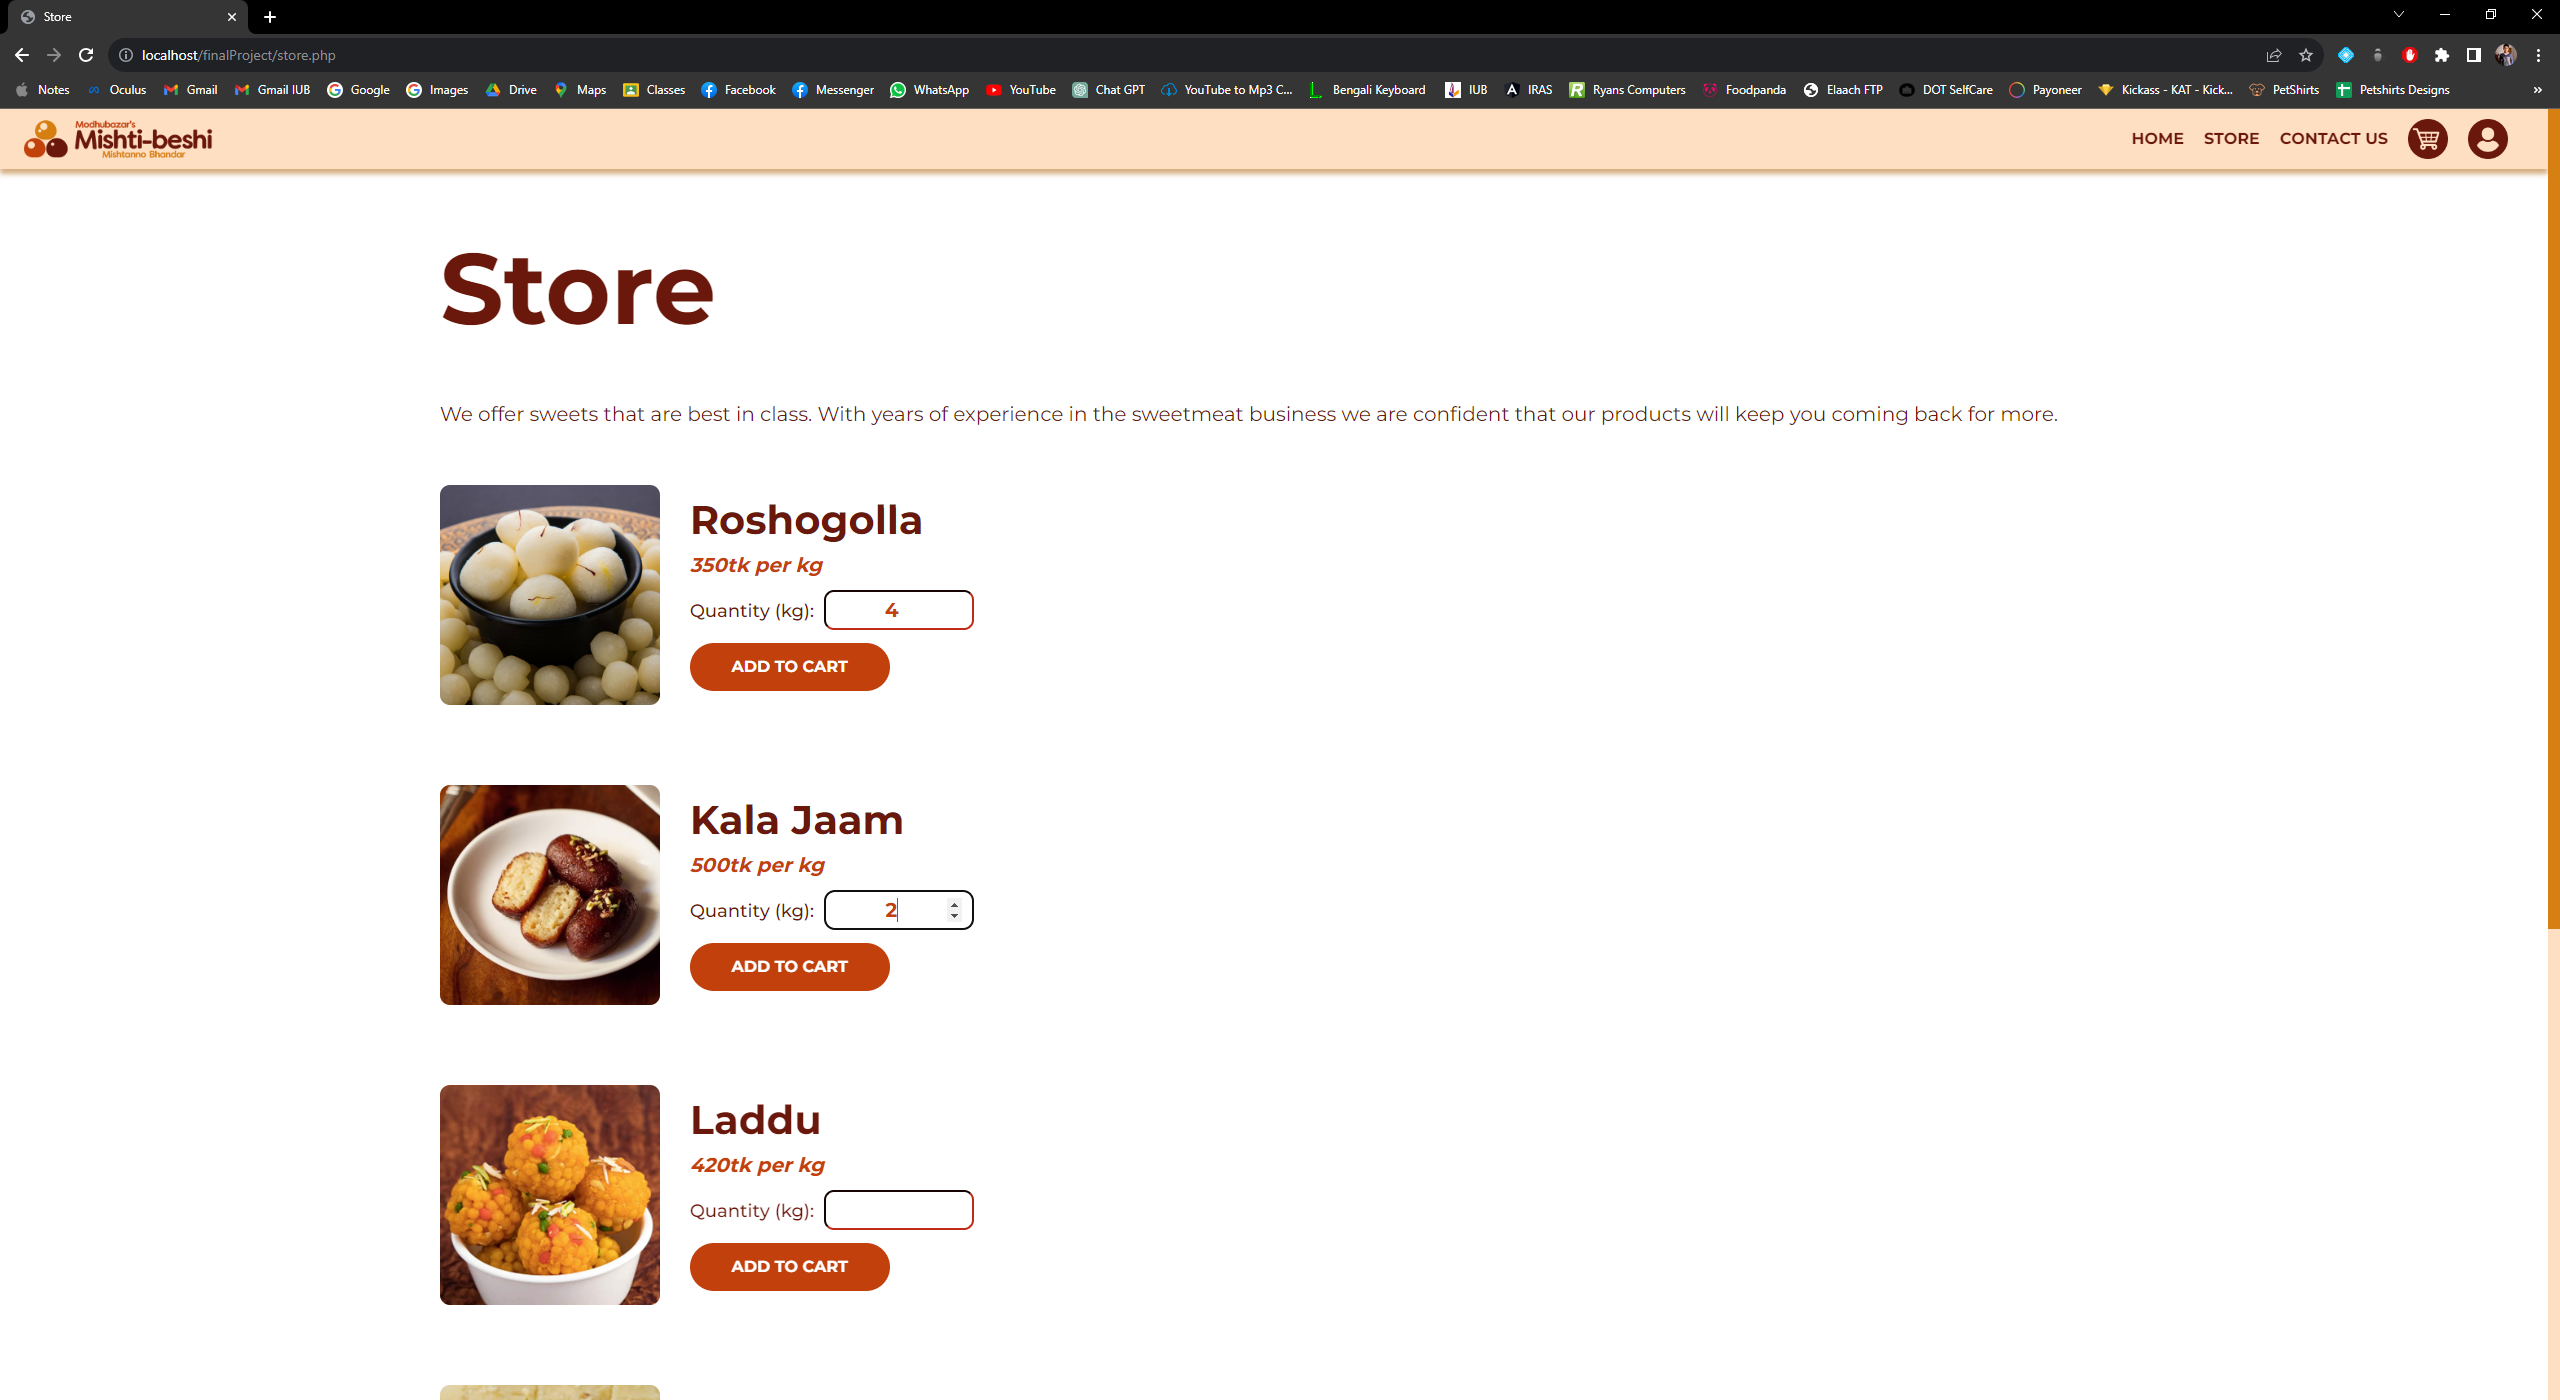 Store
localhost/finalProject/store.php
Notes Oculus Gmail Gmail IUB Google Images Drive Maps Classes Facebook Messenger WhatsApp YouTube Chat GPT YouTube to Mp3 C... Bengali Keyboard IUB IRAS Ryans Computers Foodpanda Elaach FTP DOT SelfCare Payoneer Kickass - KAT - Kick... PetShirts Petshirts Designs »
Modhubazar's
Mishti-beshi
Mishtanno Bhandar
HOME STORE CONTACT US
Store
We offer sweets that are best in class. With years of experience in the sweetmeat business we are confident that our products will keep you coming back for more.
Roshogolla
350tk per kg
Quantity (kg): 4
ADD TO CART
Kala Jaam
500tk per kg
Quantity (kg): 2
ADD TO CART
Laddu
420tk per kg
Quantity (kg):
ADD TO CART